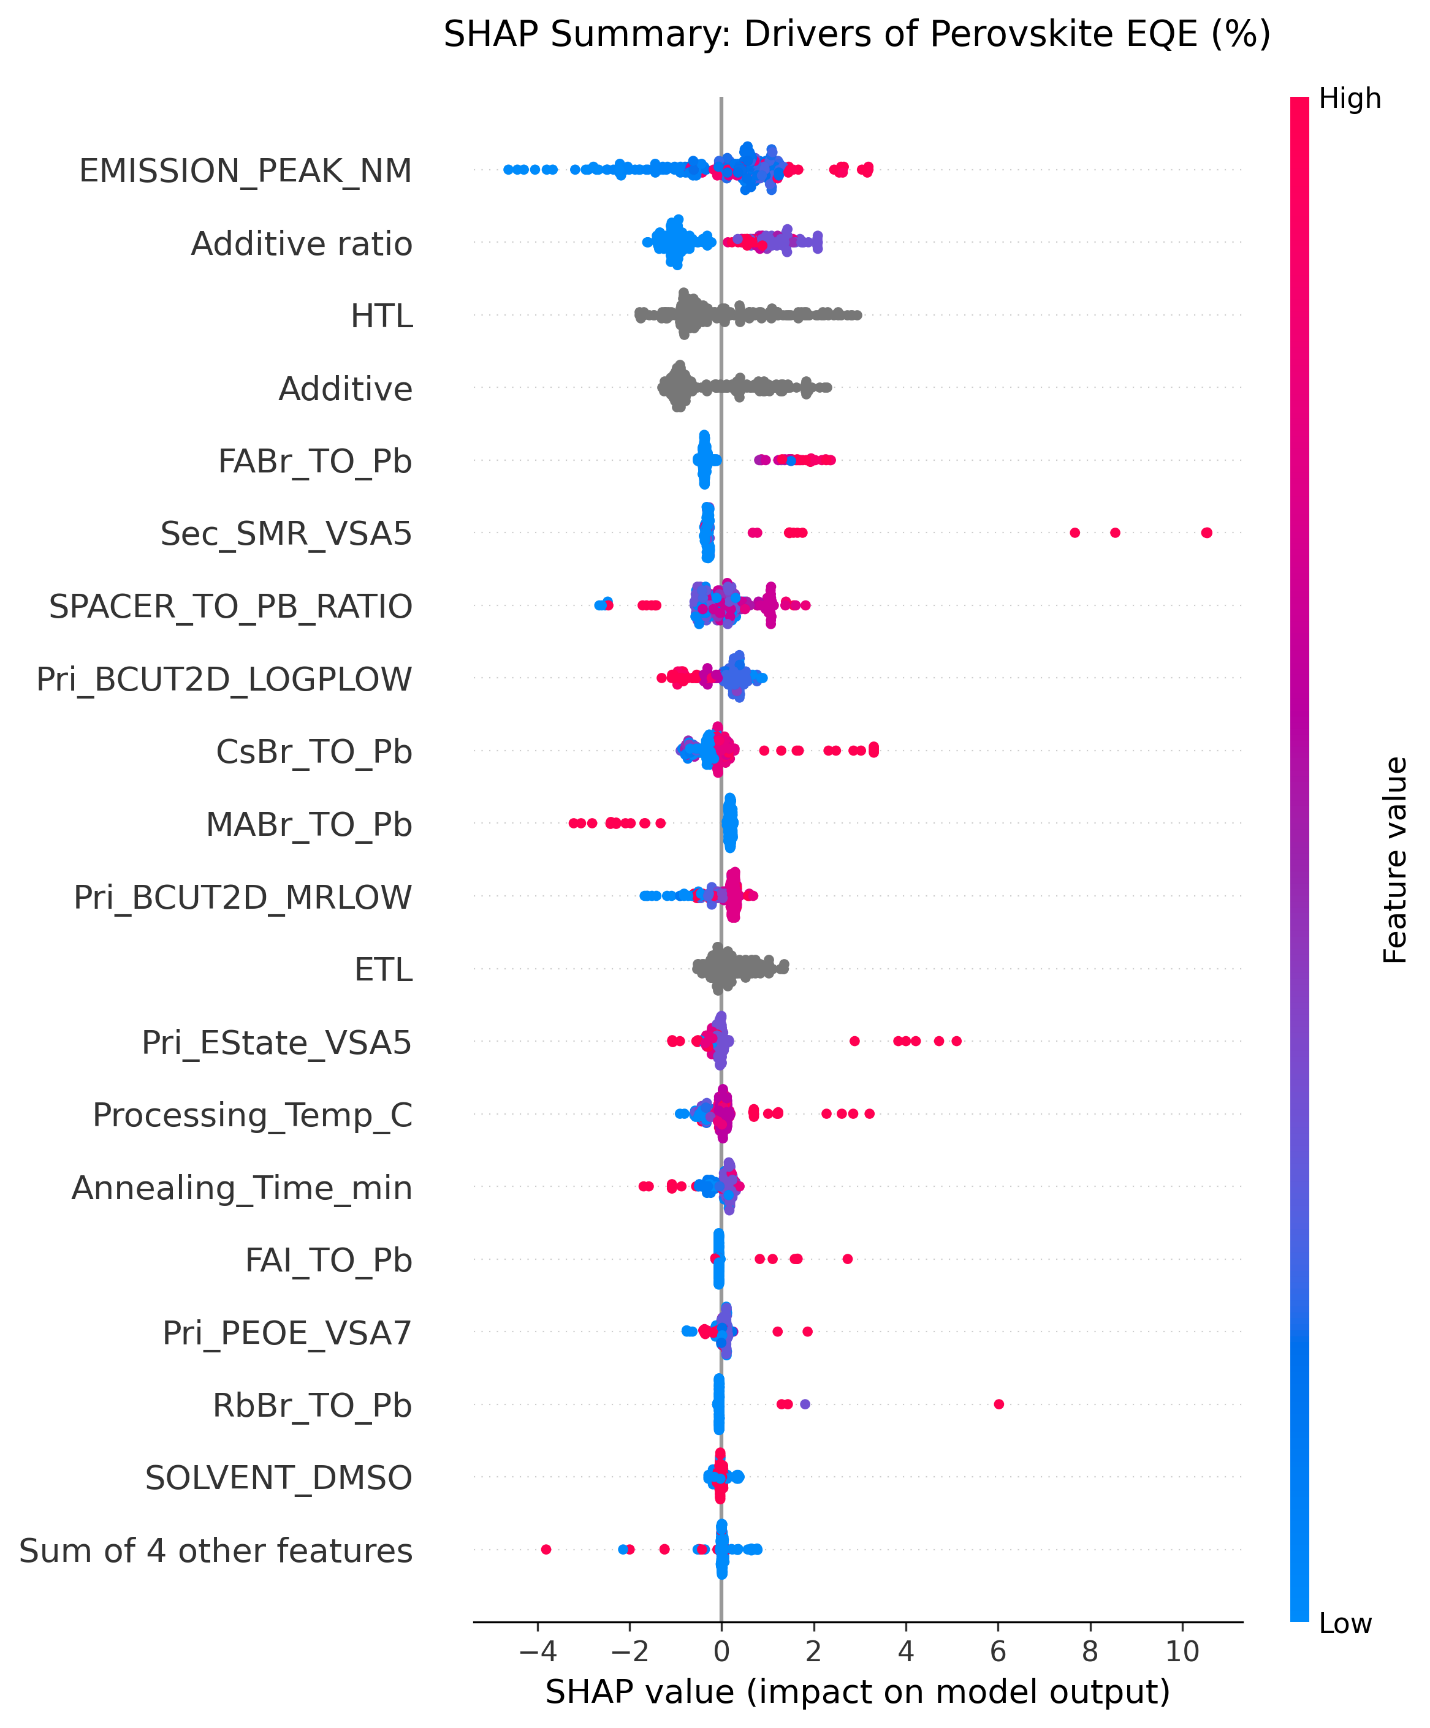 SHAP Summary: Drivers of Perovskite EQE (%)
High
EMISSION_PEAK_NM
Additive ratio
HTL
Additive
FABr_TO_Pb
Sec_SMR_VSA5
SPACER_TO_PB_RATIO
Pri_BCUT2D_LOGPLOW
CsBr_TO_Pb
MABr_TO_Pb
Pri_BCUT2D_MRLOW
ETL
Pri_EState_VSA5
Processing_Temp_C
Annealing_Time_min
FAI_TO_Pb
Pri_PEOE_VSA7
RbBr_TO_Pb
SOLVENT_DMSO
Sum of 4 other features
Feature value
Low
−4 −2 0 2 4 6 8 10
SHAP value (impact on model output)